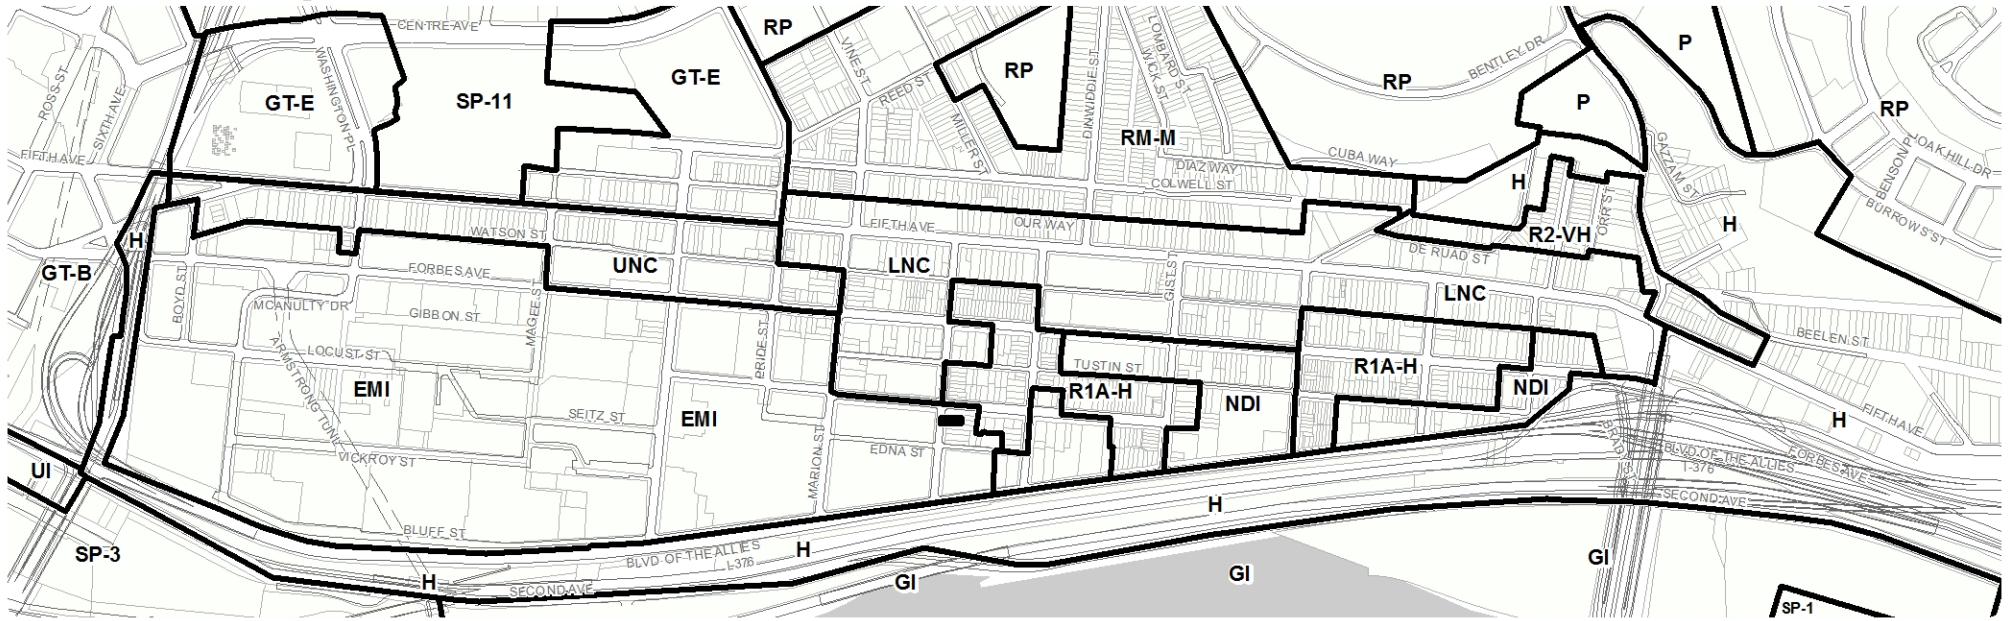 CENTRE AVE
RP
P
RP
ROSS ST
SIXTH AVE
WASHINGTON PL
GT-E
SP-11
GT-E
VINE ST
REED ST
MILLER ST
RP
DINWIDDIE ST
LOMBARD ST
WICK ST
RP
BENTLEY DR
P
RP
RM-M
FIFTH AVE
DIAZ WAY
COLWELL ST
CUBA WAY
GAZZAM ST
OAK HILL DR
BENSON PL
BURROWS ST
H
H
ORR ST
R2-VH
WATSON ST
FIFTH AVE
OUR WAY
DE RUAD ST
H
GT-B
BOYD ST
FORBES AVE
UNC
LNC
GIST ST
LNC
MCANULTY DR
GIBBON ST
MAGEE ST
PRIDE ST
BEELEN ST
LOCUST ST
ARMSTRONG TUNL
EMI
TUSTIN ST
R1A-H
R1A-H
NDI
NDI
SEITZ ST
EMI
MARION ST
EDNA ST
FIFTH AVE
H
VICKROY ST
UI
BLVD OF THE ALLIES
I-376
FORBES AVE
SECOND AVE
BLUFF ST
H
H
BLVD OF THE ALLIES
I-376
SP-3
H
SECOND AVE
GI
GI
GI
SP-1